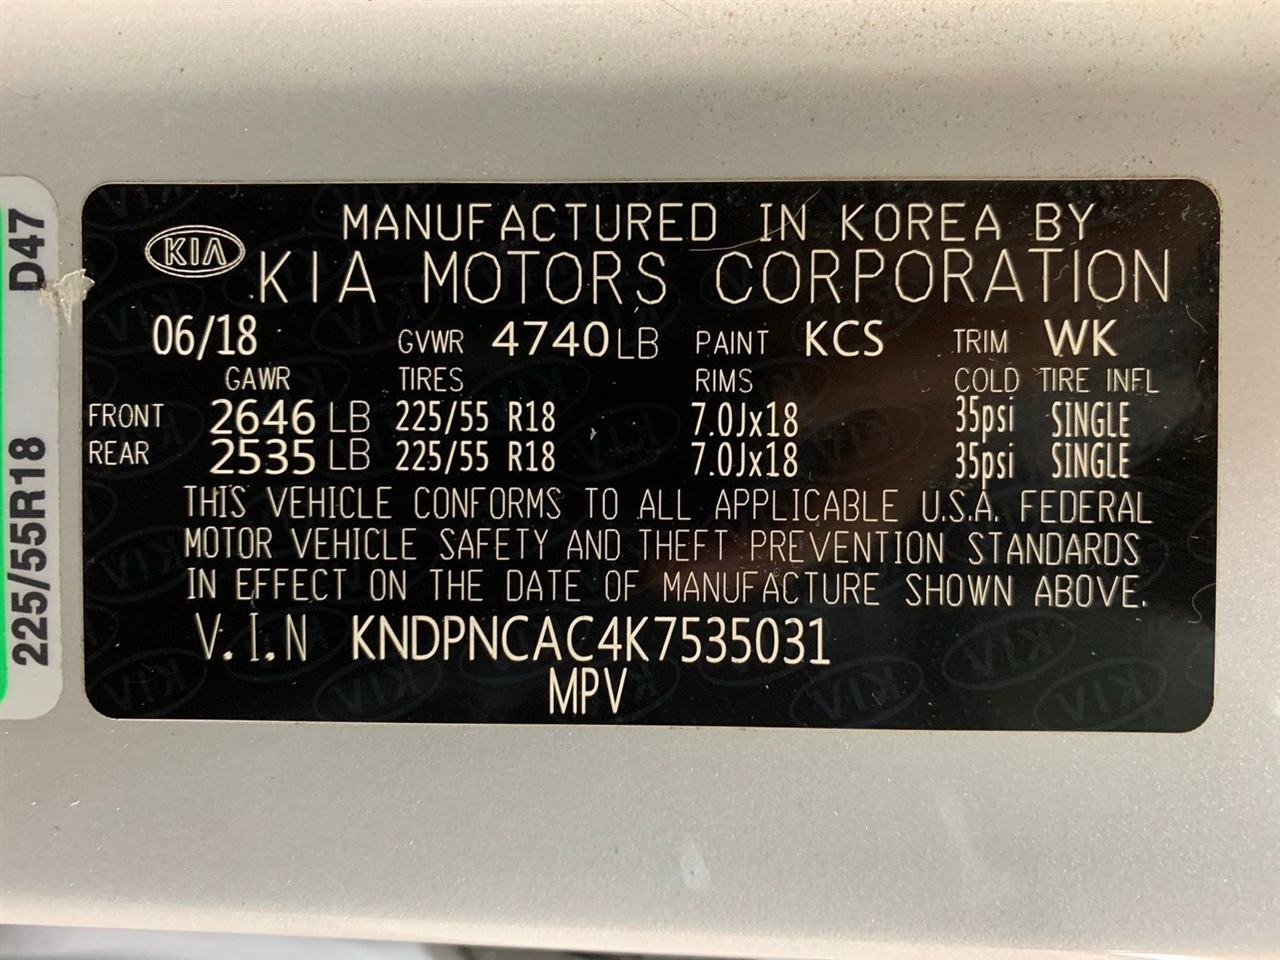 MANUFACTURED IN KOREA BY
KIA
KIA MOTORS CORPORATION
06/18 GVWR 4740 LB PAINT KCS TRIM WK
GAWR TIRES RIMS COLD TIRE INFL
FRONT 2646 LB 225/55 R18 7.0Jx18 35psi SINGLE
REAR 2535 LB 225/55 R18 7.0Jx18 35psi SINGLE
THIS VEHICLE CONFORMS TO ALL APPLICABLE U.S.A. FEDERAL
MOTOR VEHICLE SAFETY AND THEFT PREVENTION STANDARDS
IN EFFECT ON THE DATE OF MANUFACTURE SHOWN ABOVE.
V.I.N KNDPNCAC4K7535031
MPV
225/55R18 D47